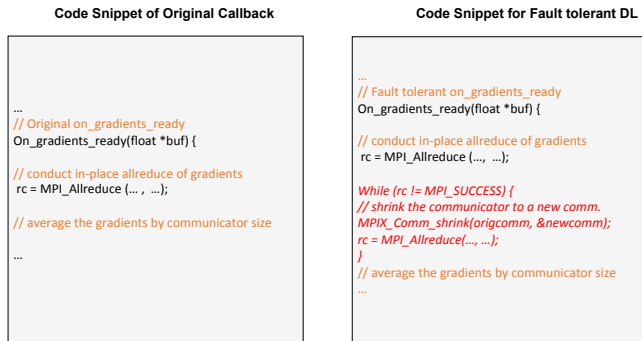 Code Snippet of Original Callback
…
// Original on_gradients_ready
On_gradients_ready(float *buf) {
// conduct in-place allreduce of gradients
rc = MPI_Allreduce (… , …);
// average the gradients by communicator size
…
Code Snippet for Fault tolerant DL
…
// Fault tolerant on_gradients_ready
On_gradients_ready(float *buf) {
// conduct in-place allreduce of gradients
rc = MPI_Allreduce (…, …);
While (rc != MPI_SUCCESS) {
// shrink the communicator to a new comm.
MPIX_Comm_shrink(origcomm, &newcomm);
rc = MPI_Allreduce(…, …);
}
// average the gradients by communicator size
…